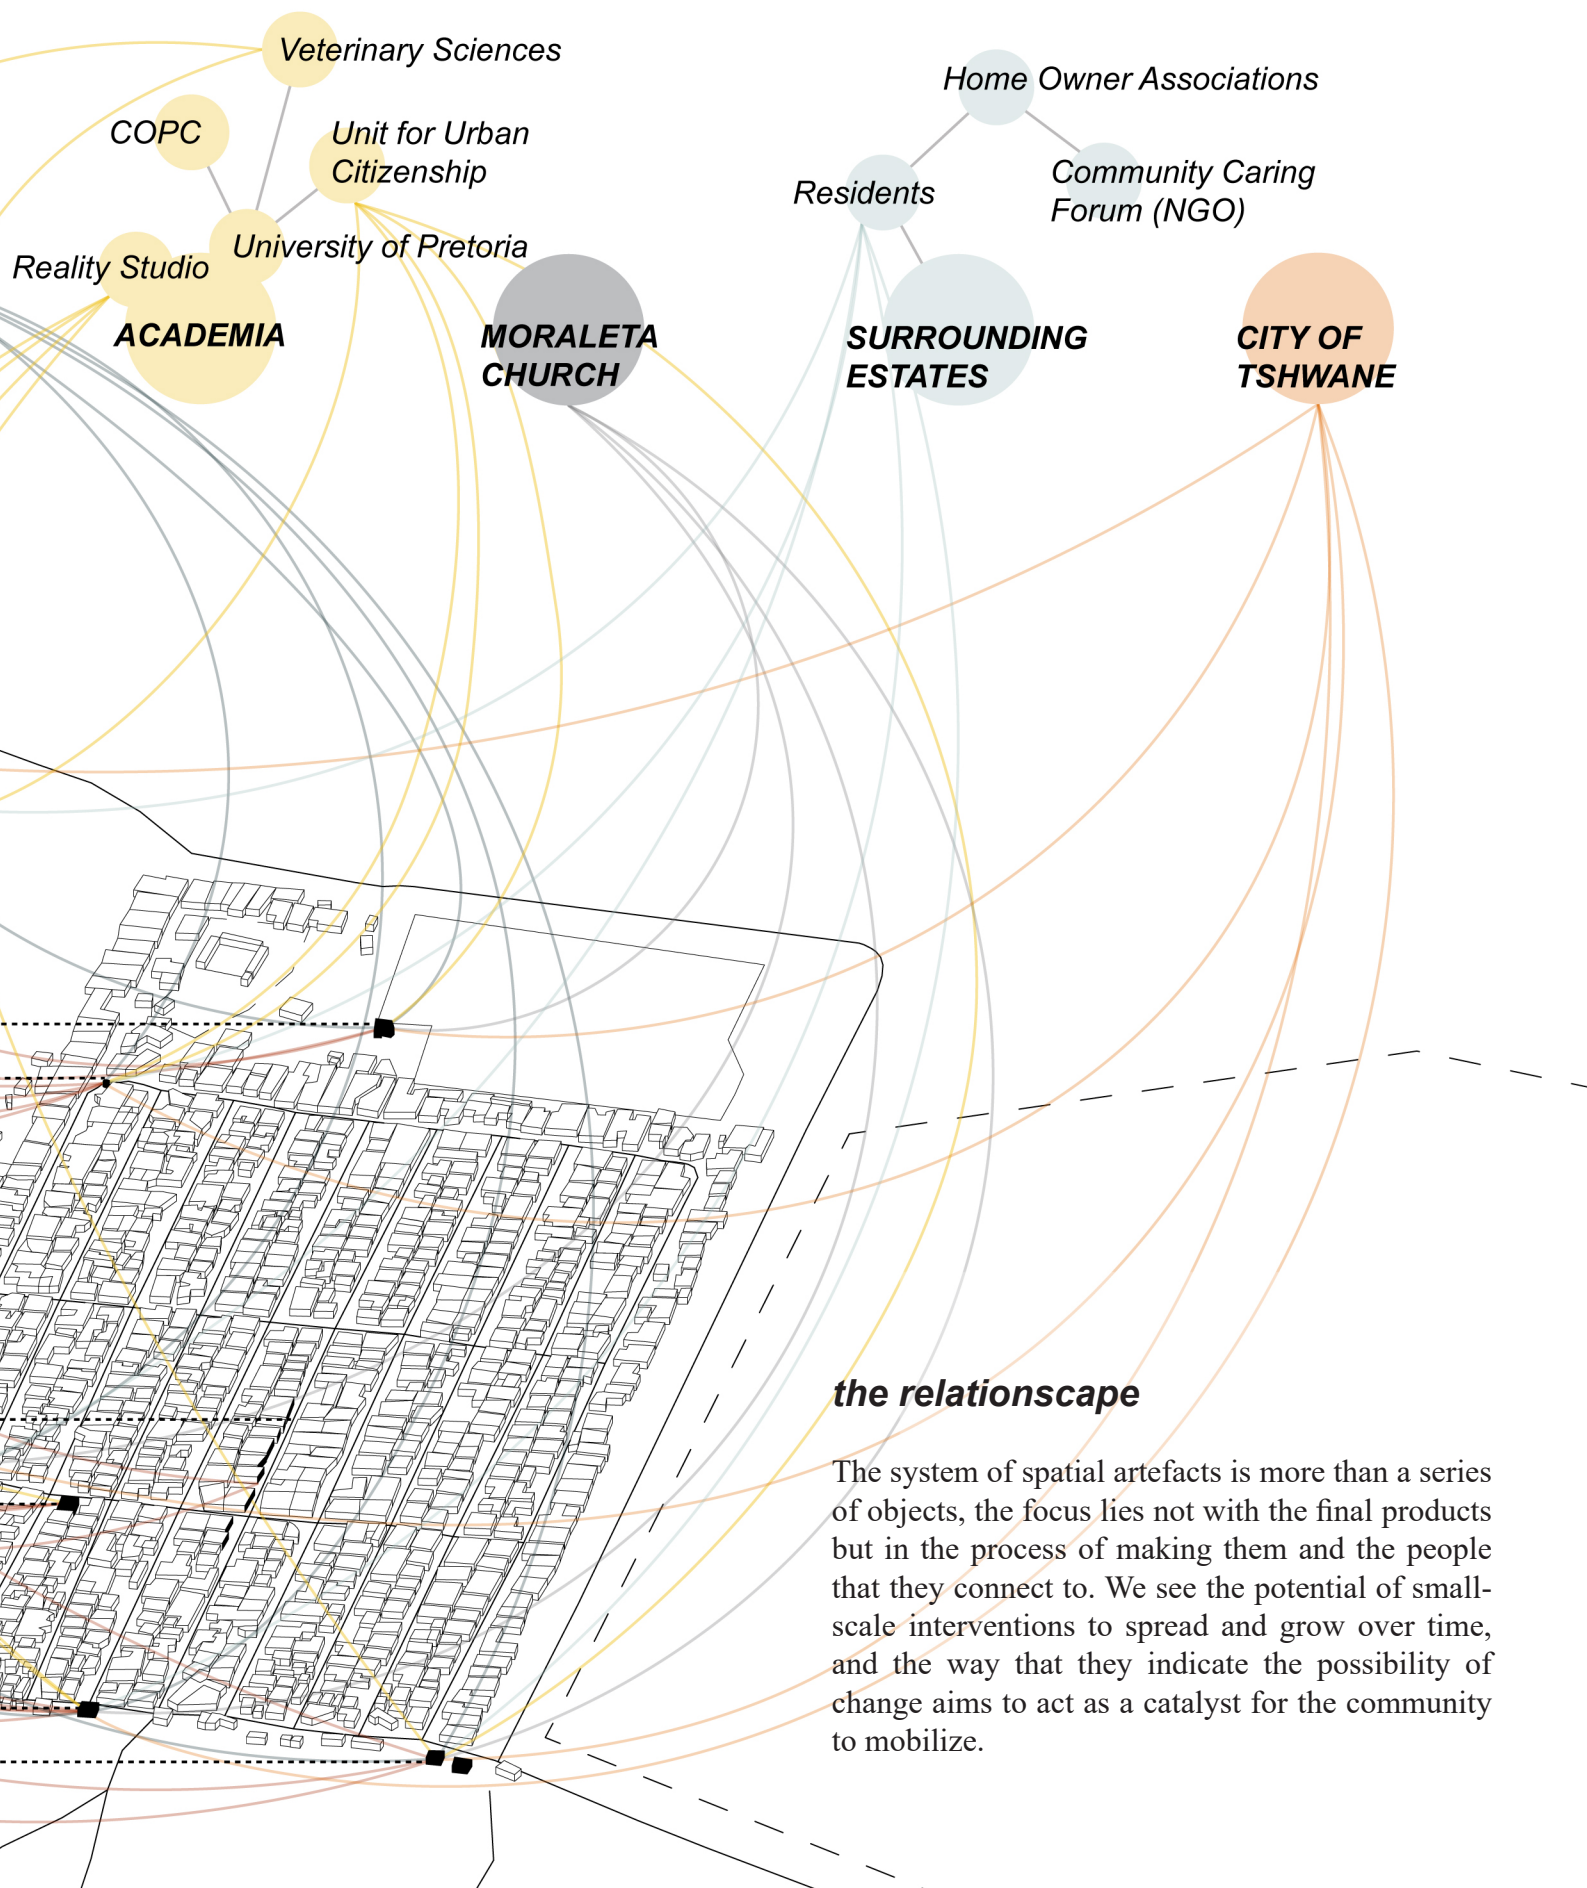 Veterinary Sciences
COPC
Unit for Urban
Citizenship
University of Pretoria
Reality Studio
ACADEMIA
MORALETA
CHURCH
Home Owner Associations
Residents
Community Caring
Forum (NGO)
SURROUNDING
ESTATES
CITY OF
TSHWANE
the relationscape
The system of spatial artefacts is more than a series
of objects, the focus lies not with the final products
but in the process of making them and the people
that they connect to. We see the potential of small-
scale interventions to spread and grow over time,
and the way that they indicate the possibility of
change aims to act as a catalyst for the community
to mobilize.